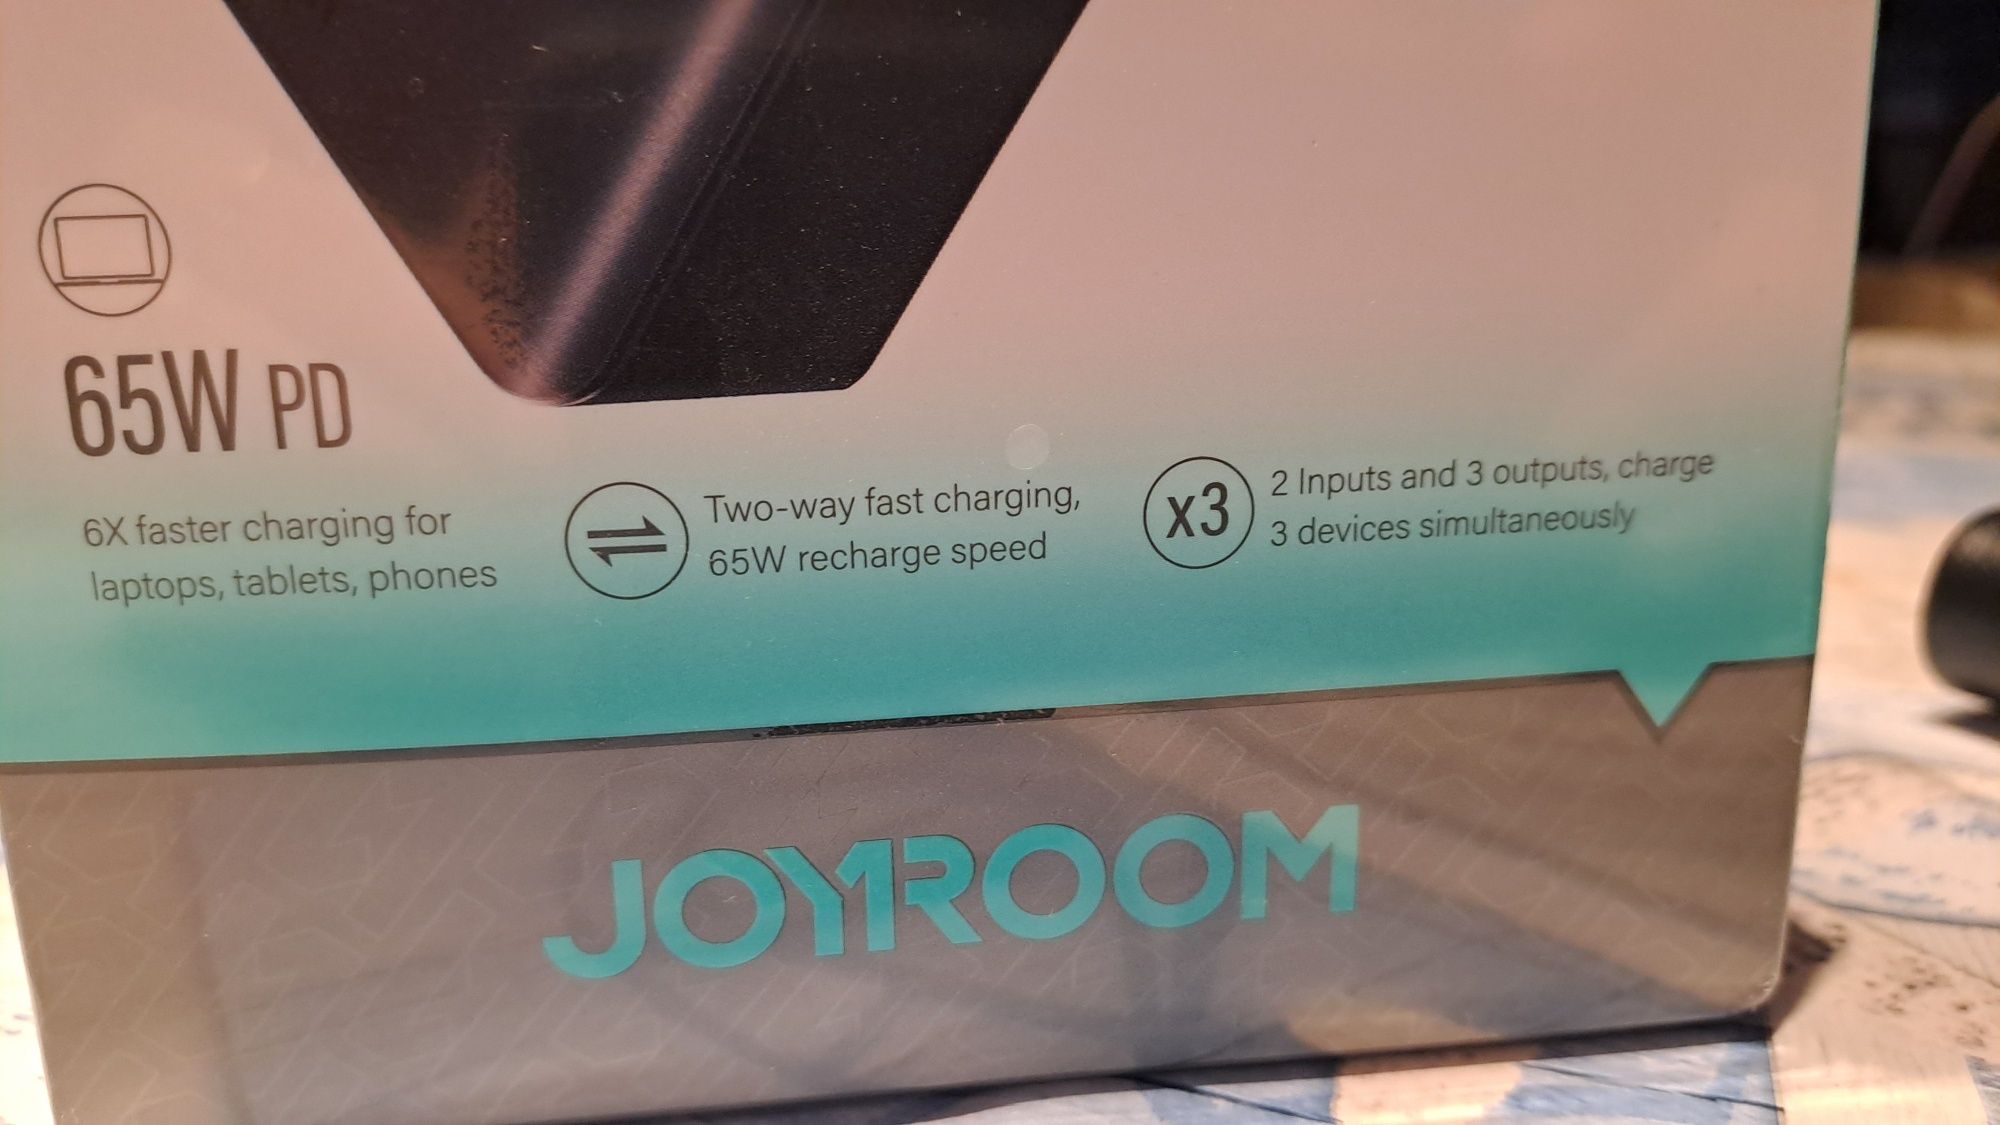 65W PD
6X faster charging for
laptops, tablets, phones
Two-way fast charging,
65W recharge speed
x3
2 Inputs and 3 outputs, charge
3 devices simultaneously
JOYROOM